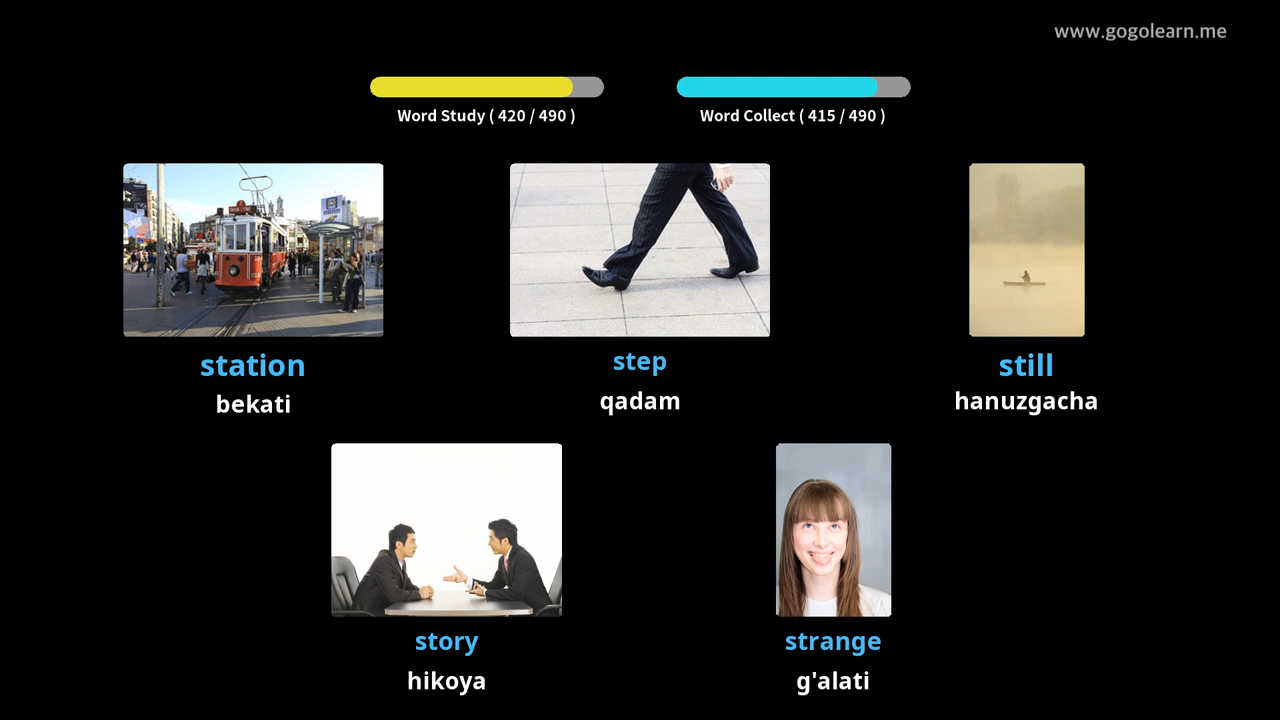 www.gogolearn.me
Word Study ( 420 / 490 )
Word Collect ( 415 / 490 )
station
bekati
step
qadam
still
hanuzgacha
story
hikoya
strange
g'alati